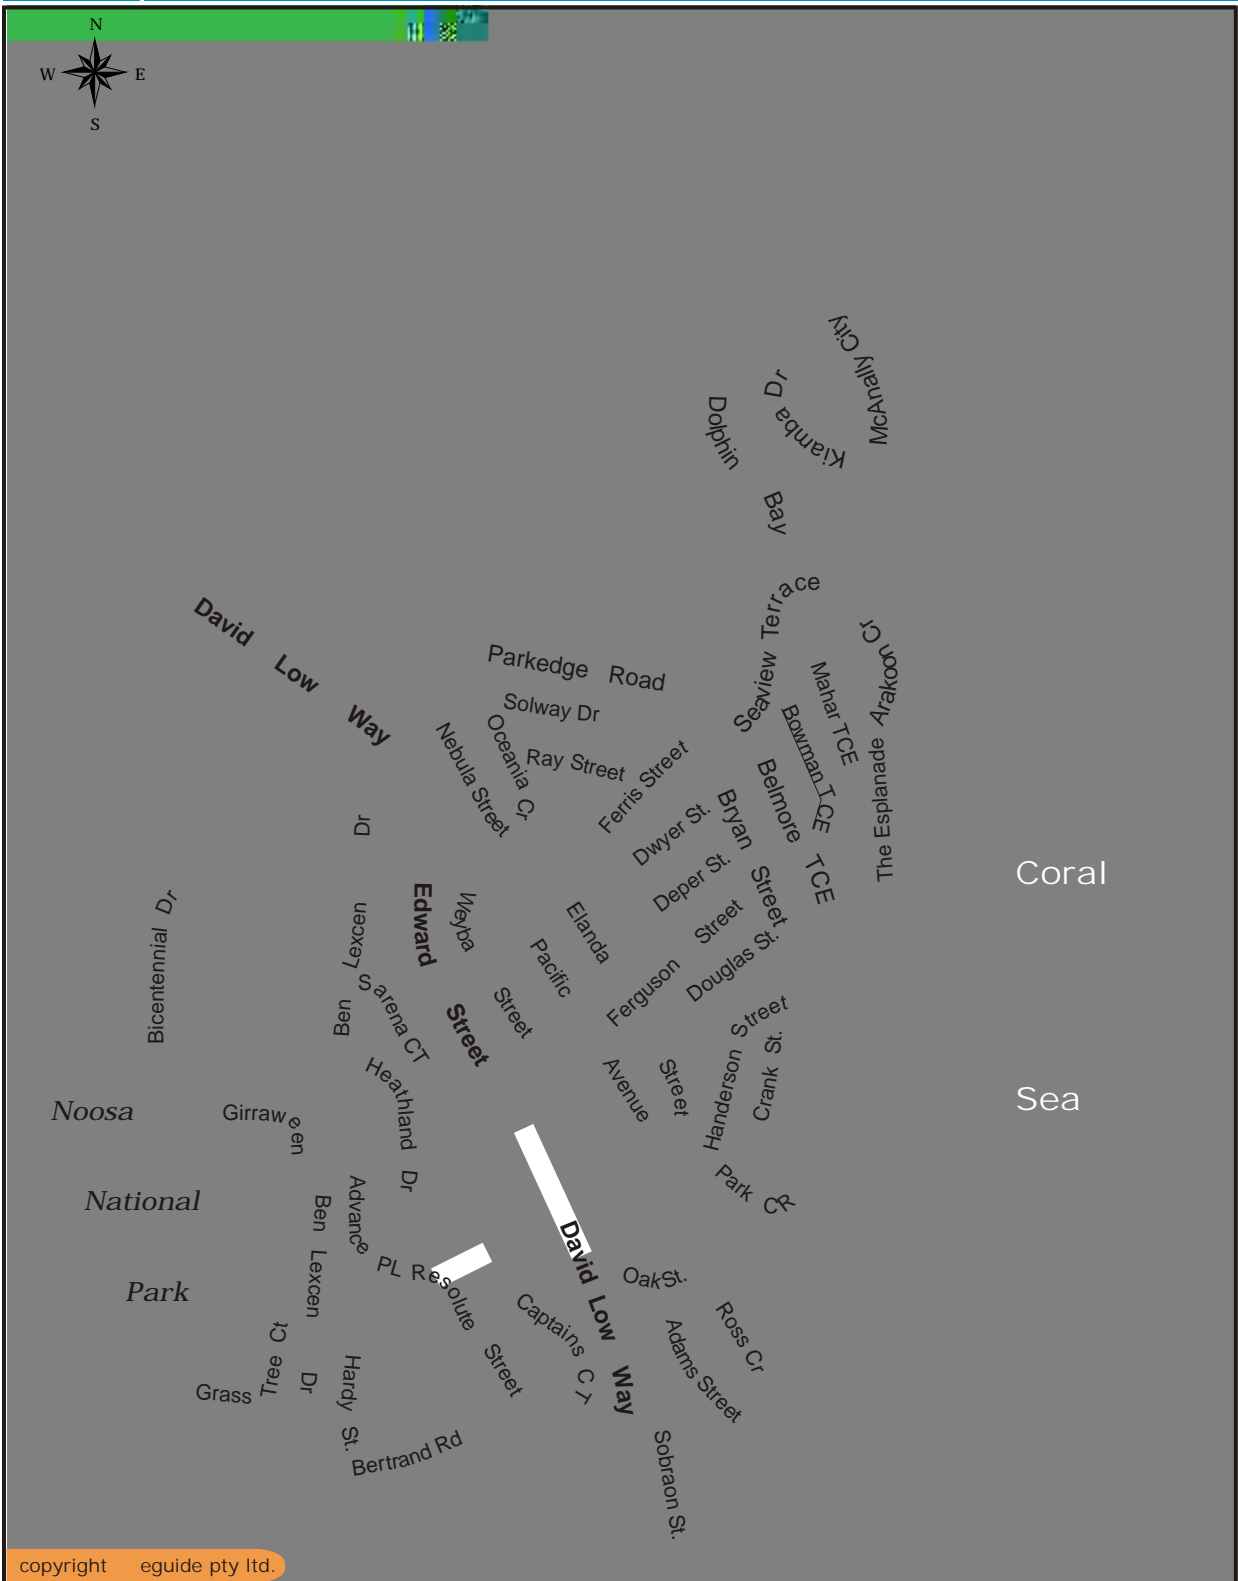 N
W E
S
McAnally City
Kiamba Dr
Dolphin
Bay
Seaview Terrace
Arakoon Cr
David
Low
Way
Parkedge Road
Solway Dr
Mahar TCE
Bowman TCE
Oceania Cr
Nebula Street
Ray Street
Ferris Street
The Esplanade
Belmore TCE
Bryan Street
Dwyer St.
Deper St.
Coral
Bicentennial Dr
Ben Lexcen Dr
Edward
Street
Weyba
Street
Elanda
Street
Pacific
Avenue
Ferguson Street
Douglas St.
Sarena CT
Handerson Street
Crank St.
Heathland Dr
Sea
Noosa
Girraween
National
Park CR
Ben Lexcen Dr
Advance PL
Resolute Street
Park
David Low Way
Oak St.
Captains CT
Ross Cr
Adams Street
Grass Tree Ct
Hardy St.
Bertrand Rd
Sobraon St.
copyright eguide pty ltd.